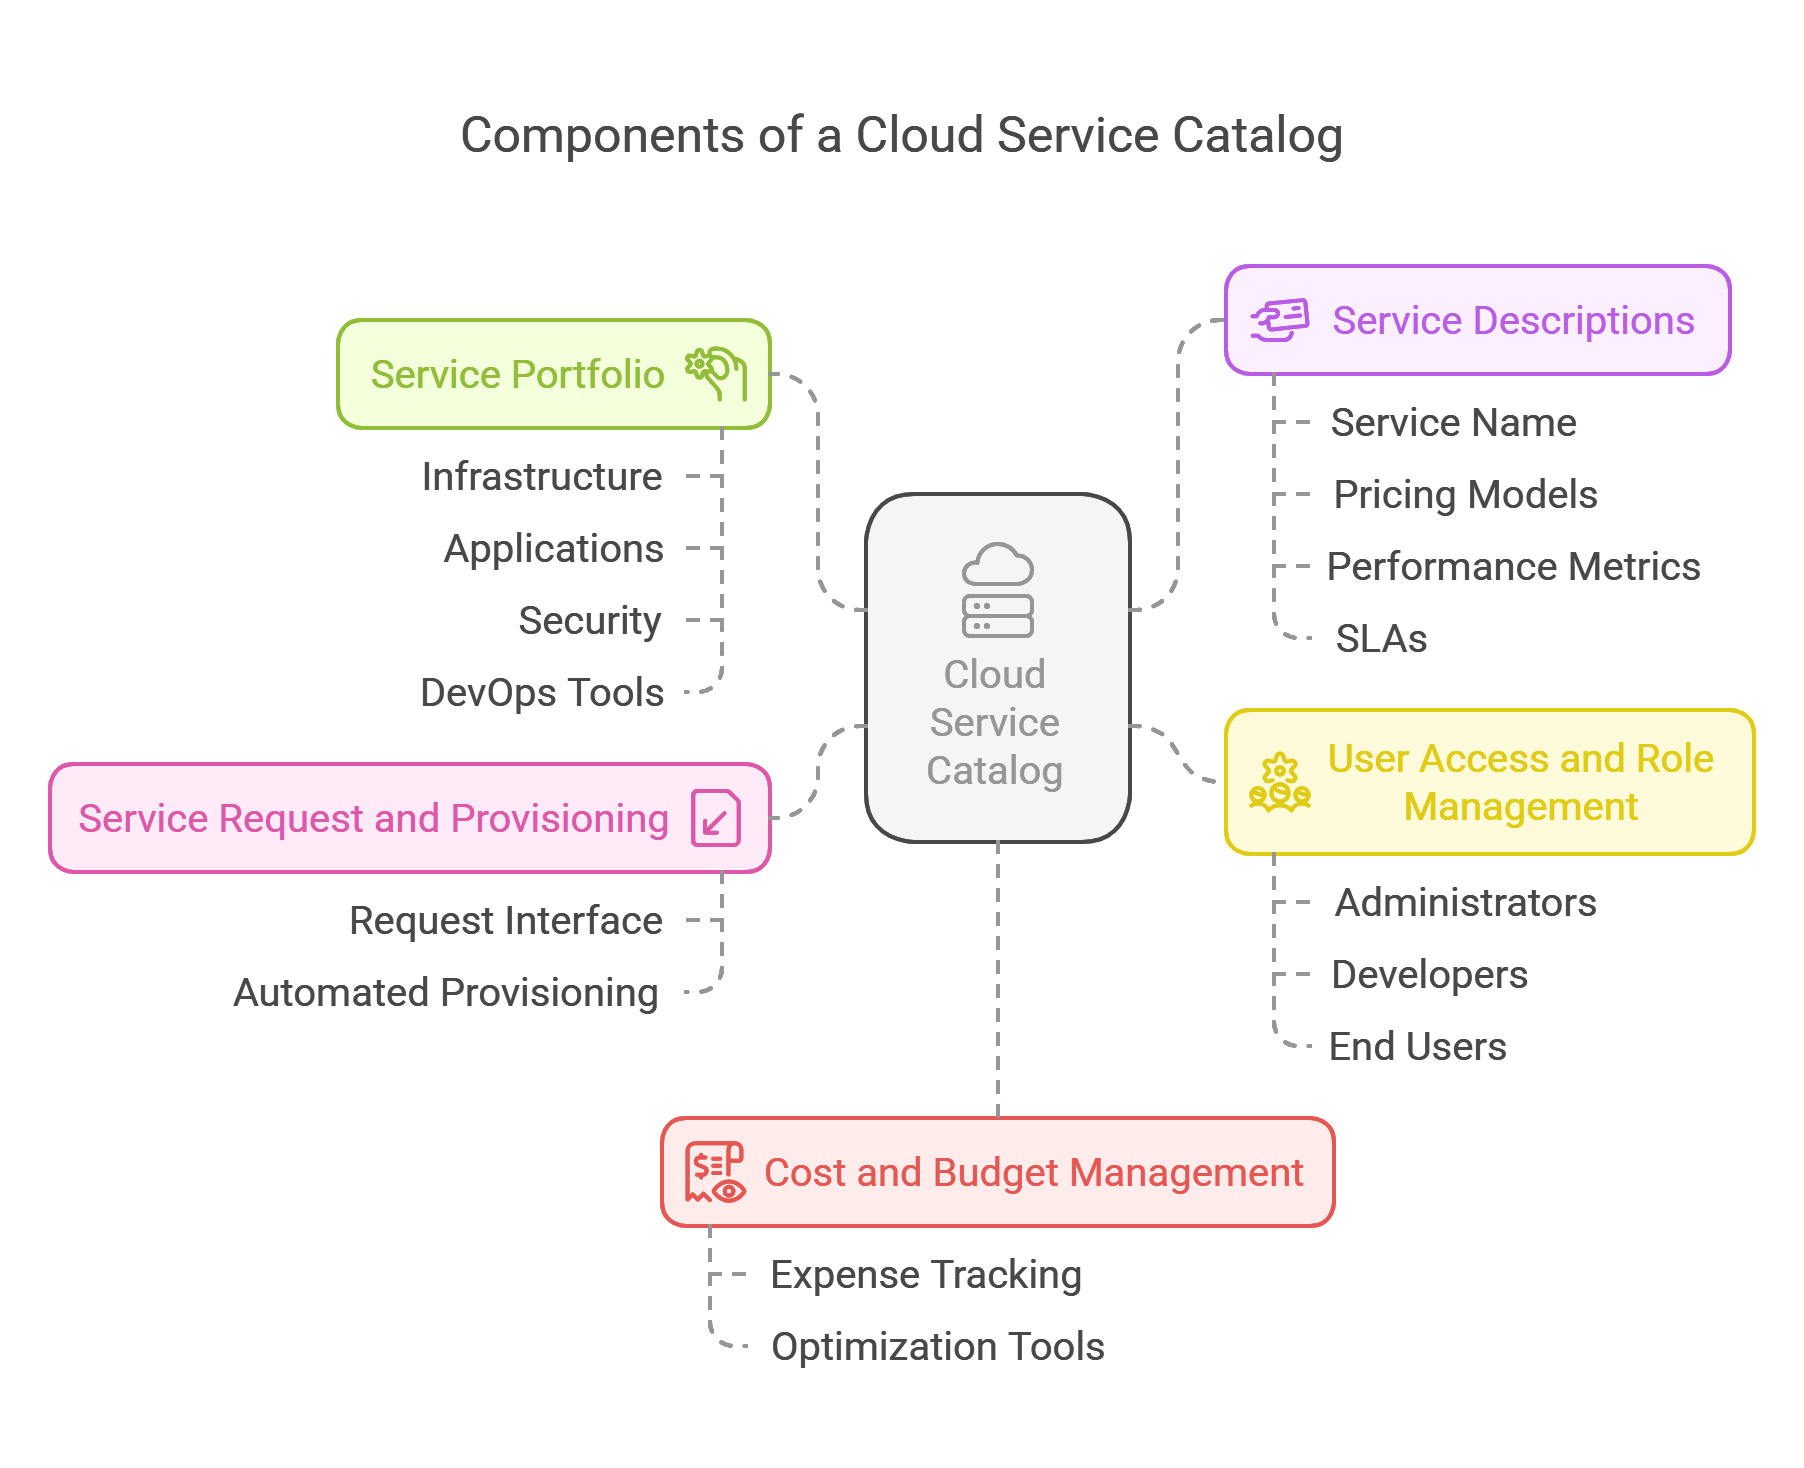 Components of a Cloud Service Catalog
Service Portfolio
Infrastructure
Applications
Security
DevOps Tools
Service Request and Provisioning
Request Interface
Automated Provisioning
Cloud
Service
Catalog
Service Descriptions
Service Name
Pricing Models
Performance Metrics
SLAs
User Access and Role
Management
Administrators
Developers
End Users
$
Cost and Budget Management
Expense Tracking
Optimization Tools